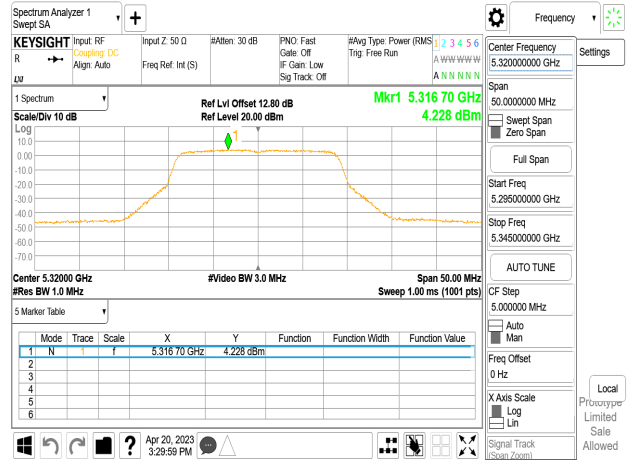 Spectrum Analyzer 1
Swept SA
Frequency
KEYSIGHT
R
Input: RF
Coupling: DC
Align: Auto
Input Z: 50 Ω
Freq Ref: Int (S)
#Atten: 30 dB
PNO: Fast
Gate: Off
IF Gain: Low
Sig Track: Off
#Avg Type: Power (RMS
Trig: Free Run
1 2 3 4 5 6
A W W W W W
A N N N N N
Center Frequency
5.320000000 GHz
Settings
Span
50.0000000 MHz
Swept Span
Zero Span
Full Span
Start Freq
5.295000000 GHz
Stop Freq
5.345000000 GHz
AUTO TUNE
CF Step
5.000000 MHz
Auto
Man
Freq Offset
0 Hz
X Axis Scale
Log
Lin
Signal Track
(Span Zoom)
Local
Prototype
Limited
Sale
Allowed
1 Spectrum
Scale/Div 10 dB
Ref Lvl Offset 12.80 dB
Ref Level 20.00 dBm
Mkr1 5.316 70 GHz
4.228 dBm
Log
10.0
0.00
-10.0
-20.0
-30.0
-40.0
-50.0
-60.0
-70.0
1
Center 5.32000 GHz
#Res BW 1.0 MHz
#Video BW 3.0 MHz
Span 50.00 MHz
Sweep 1.00 ms (1001 pts)
5 Marker Table
Mode Trace Scale X Y Function Function Width Function Value
1 N 1 f 5.316 70 GHz 4.228 dBm
2
3
4
5
6
?
Apr 20, 2023
3:29:59 PM